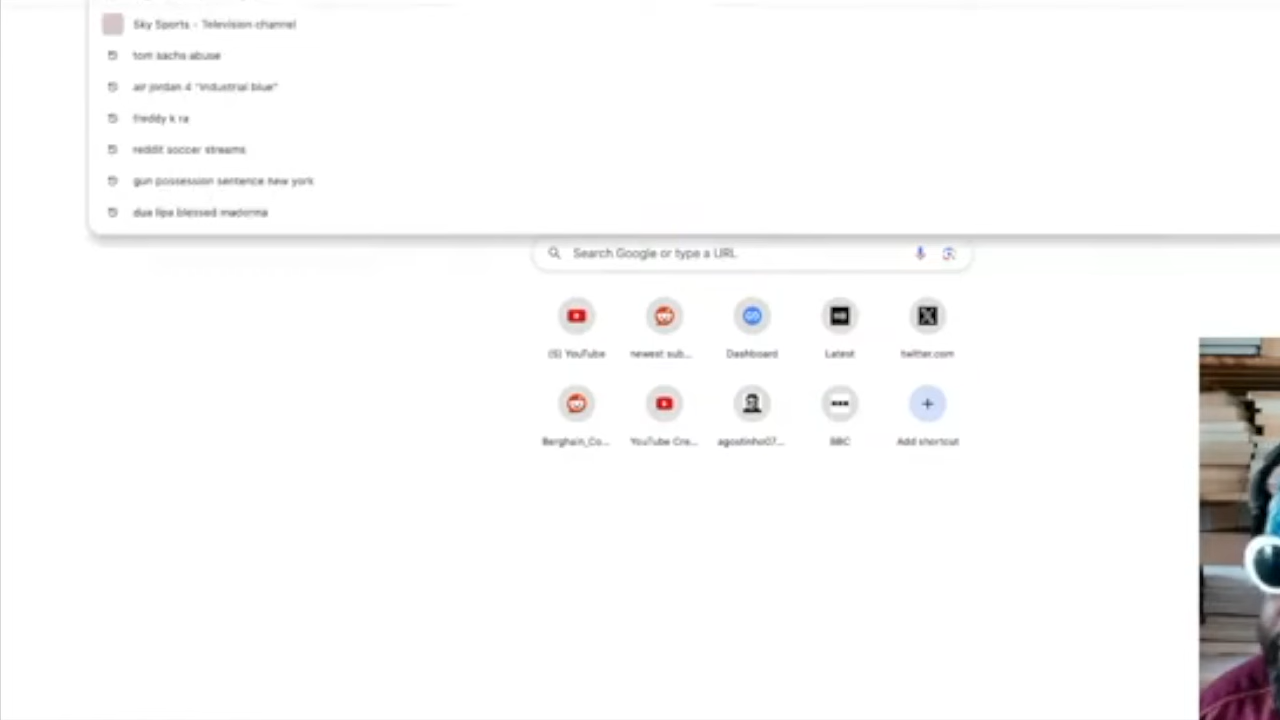 Sky Sports - Television channel
tom sachs abuse
air jordan 4 "industrial blue"
freddy k ra
reddit soccer streams
gun possession sentence new york
dua lipa blessed madonna
Search Google or type a URL
(5) YouTube
newest sub...
Dashboard
Latest
twitter.com
Berghain_Co...
YouTube Cre...
agostinho07...
BBC
Add shortcut